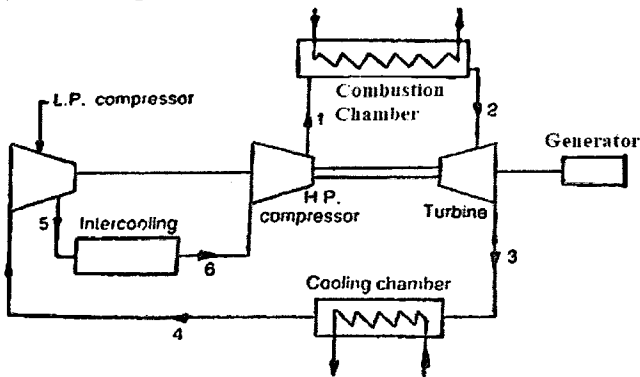 L.P. compressor
1
Combustion
Chamber
2
Generator
5
Intercooling
6
H.P.
compressor
Turbine
3
Cooling chamber
4